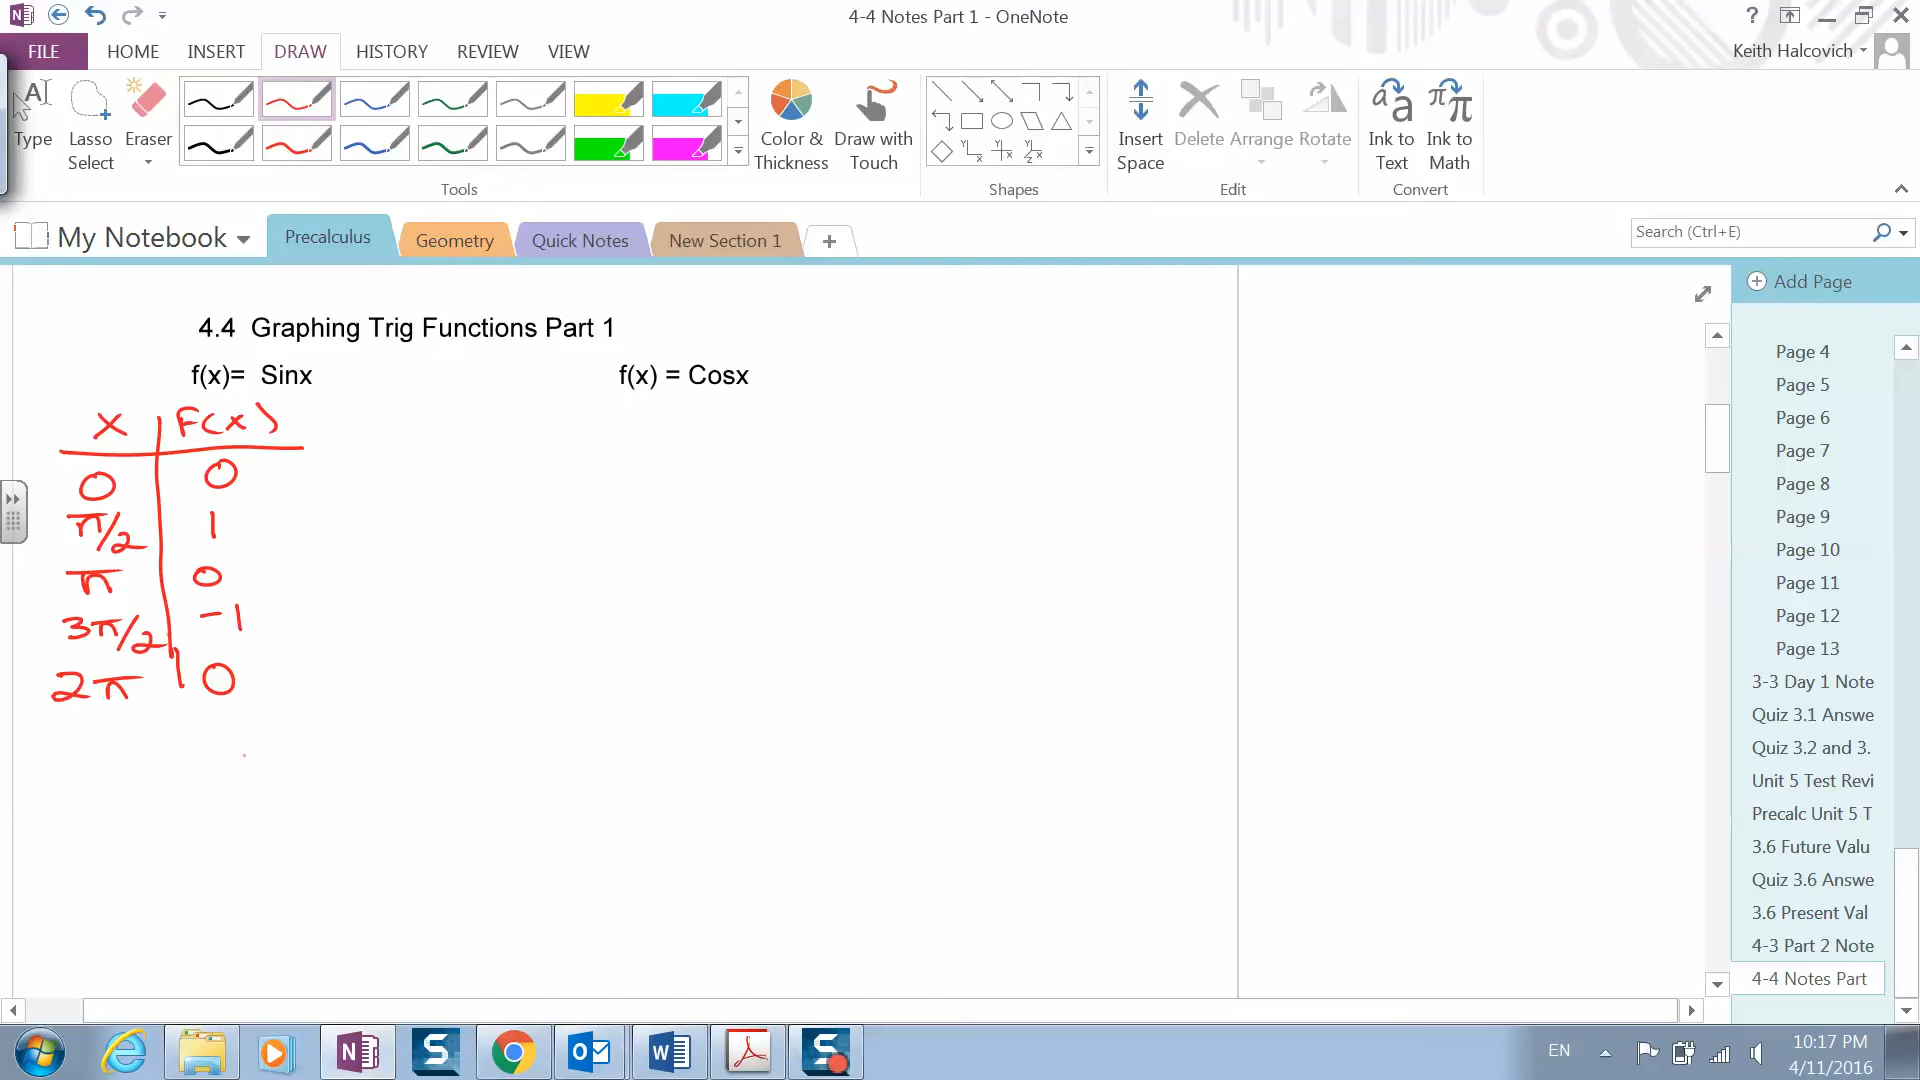 4-4 Notes Part 1 - OneNote
?
FILE HOME INSERT DRAW HISTORY REVIEW VIEW
Keith Halcovich
Type
Lasso Select
Eraser
Color & Thickness
Draw with Touch
Insert Space
Delete
Arrange
Rotate
Ink to Text
Ink to Math
Tools
Shapes
Edit
Convert
My Notebook
Precalculus
Geometry
Quick Notes
New Section 1
Search (Ctrl+E)
Add Page
4.4 Graphing Trig Functions Part 1
f(x)= Sinx
f(x) = Cosx
x F(x)
0 0
π/2 1
π 0
3π/2 -1
2π 0
Page 4
Page 5
Page 6
Page 7
Page 8
Page 9
Page 10
Page 11
Page 12
Page 13
3-3 Day 1 Note
Quiz 3.1 Answe
Quiz 3.2 and 3.
Unit 5 Test Revi
Precalc Unit 5 T
3.6 Future Valu
Quiz 3.6 Answe
3.6 Present Val
4-3 Part 2 Note
4-4 Notes Part
EN
10:17 PM
4/11/2016